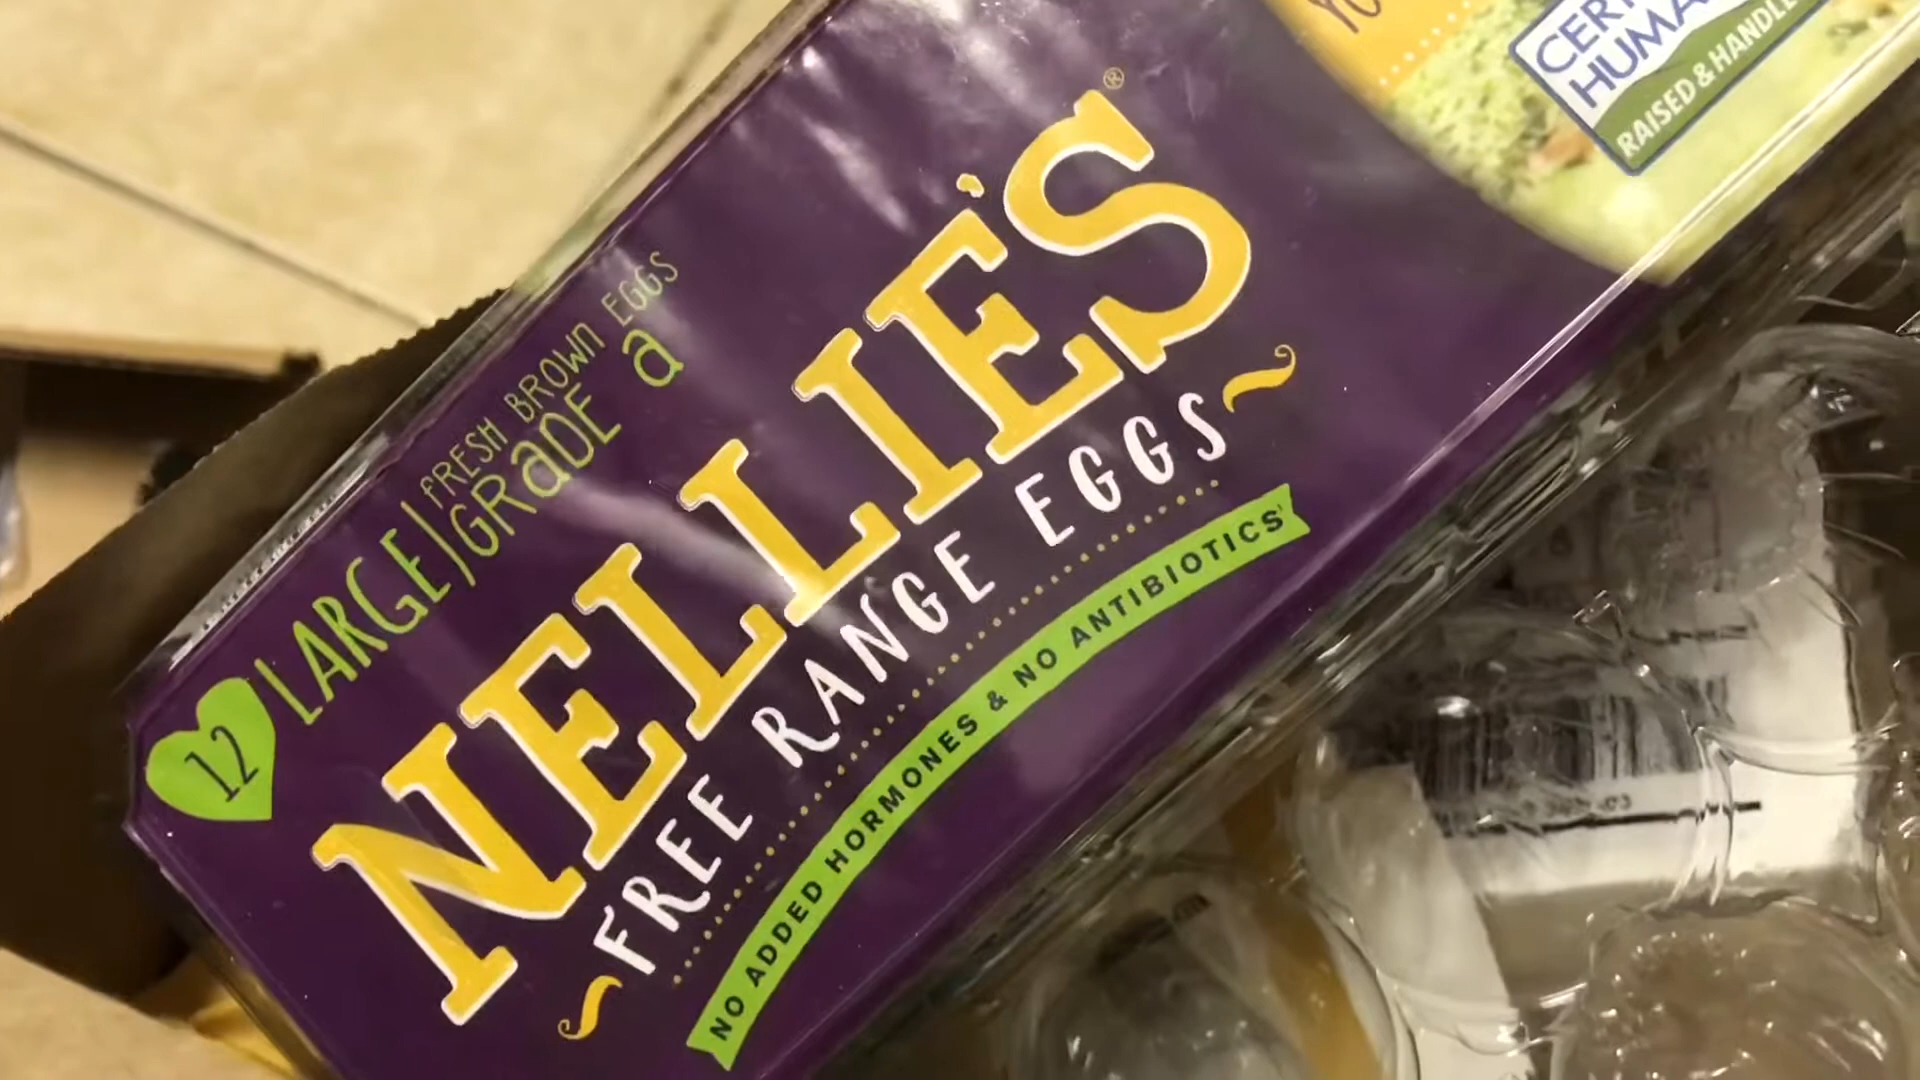 12
LARGE
FRESH BROWN EGGS
GRaDE a
NELLIE'S®
FREE RANGE EGGS
NO ADDED HORMONES & NO ANTIBIOTICS
RAISED & HANDLE